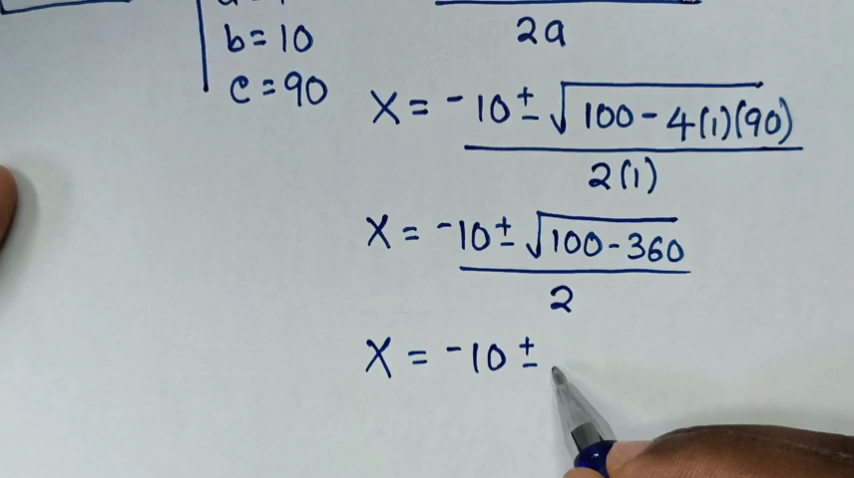 2a
b = 10
c = 90
x = -10 ± √100 - 4(1)(90)
2(1)
x = -10 ± √100 - 360
2
x = -10 ±